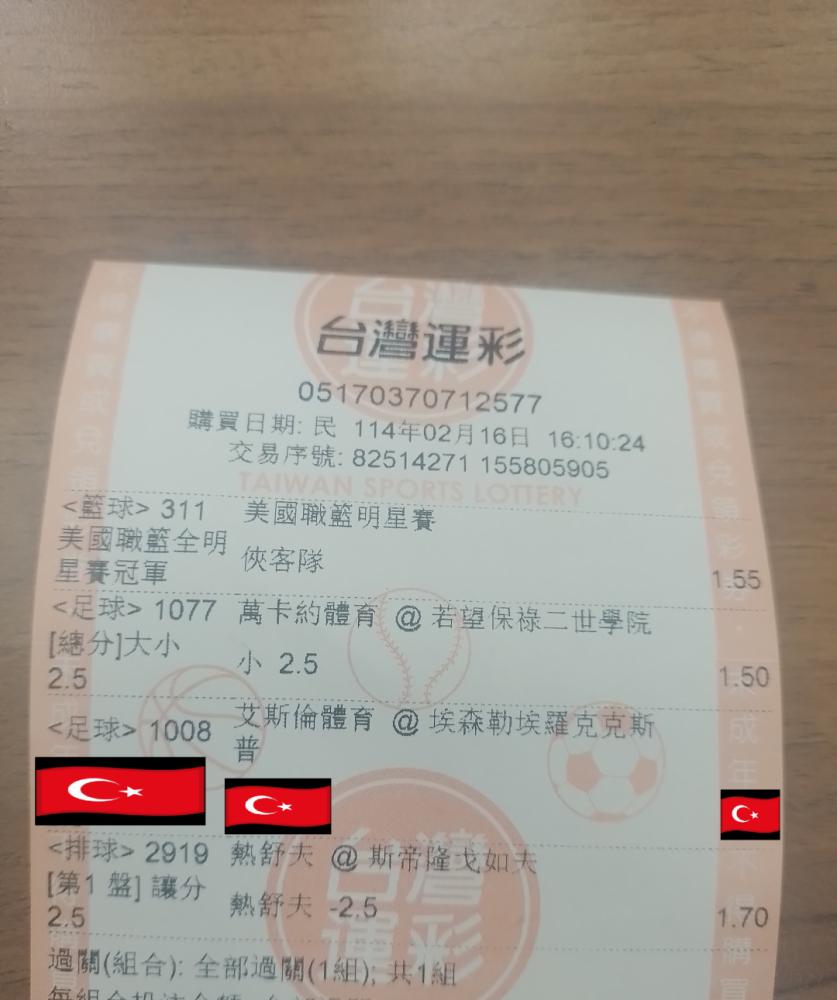 台灣運彩
05170370712577
購買日期: 民 114年02月16日 16:10:24
交易序號: 82514271 155805905
TAIWAN SPORTS LOTTERY
<籃球> 311 美國職籃明星賽
美國職籃全明星賽冠軍 俠客隊 1.55
<足球> 1077 萬卡約體育 @ 若望保祿二世學院
[總分]大小 2.5 小 2.5 1.50
<足球> 1008 艾斯倫體育 @ 埃森勒埃羅克克斯普
<排球> 2919 熱舒夫 @ 斯帝隆戈如夫
[第1 盤] 讓分 2.5 熱舒夫 -2.5 1.70
過關(組合): 全部過關(1組); 共1組